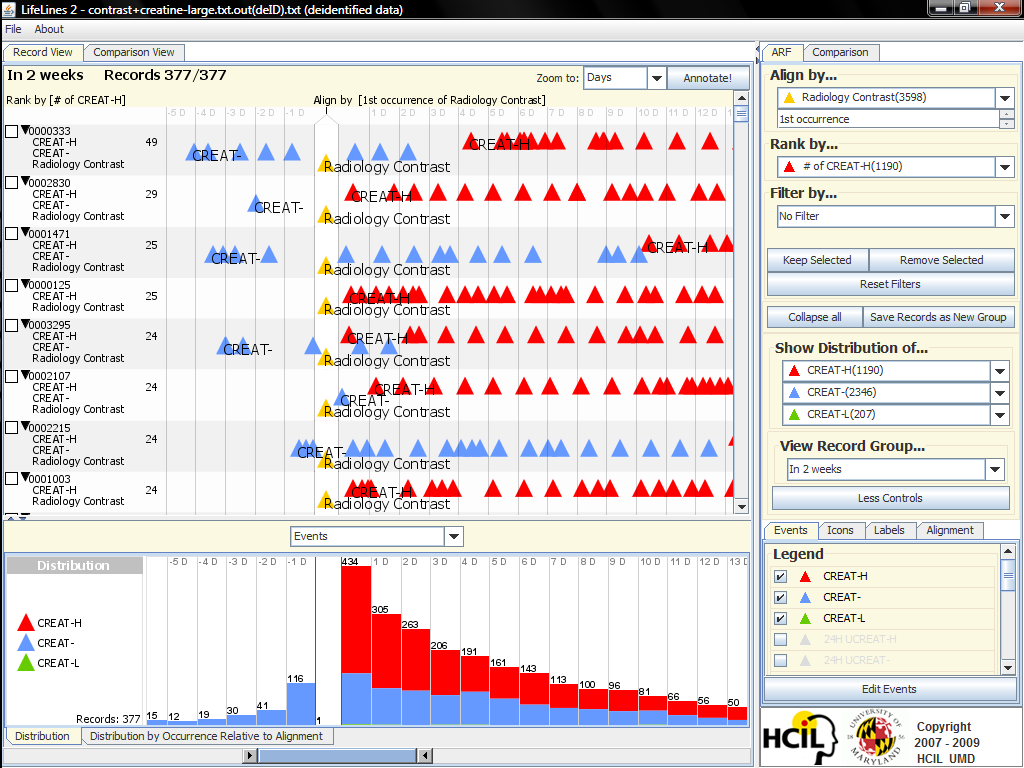 LifeLines 2 - contrast+creatine-large.txt.out(deID).txt (deidentified data)
File About
Record View Comparison View
In 2 weeks Records 377/377
Zoom to: Days Annotate!
Rank by [# of CREAT-H] Align by [1st occurrence of Radiology Contrast]
-5 D -4 D -3 D -2 D -1 D 1 D 2 D 3 D 4 D 5 D 6 D 7 D 8 D 9 D 10 D 11 D 12 D
0000333
CREAT-H 49 CREAT-H
CREAT- CREAT-
Radiology Contrast Radiology Contrast
0002830
CREAT-H 29 CREAT-H
CREAT- CREAT-
Radiology Contrast Radiology Contrast
0001471
CREAT-H 25 CREAT-H
CREAT- CREAT-
Radiology Contrast Radiology Contrast
0000125
CREAT-H 25 CREAT-H
Radiology Contrast Radiology Contrast
0003295
CREAT-H 24 CREAT-H
CREAT- CREAT-
Radiology Contrast Radiology Contrast
0002107
CREAT-H 24 CREAT-H
CREAT- CREAT-
Radiology Contrast Radiology Contrast
0002215
CREAT-H 24
CREAT- CREAT-
Radiology Contrast Radiology Contrast
0001003
CREAT-H 24 CREAT-H
Radiology Contrast Radiology Contrast
Events
Distribution
-5 D -4 D -3 D -2 D -1 D 1 D 2 D 3 D 4 D 5 D 6 D 7 D 8 D 9 D 10 D 11 D 12 D 13 D
CREAT-H
CREAT-
CREAT-L
Records: 377
15 12 19 30 41 116 1 434 305 263 206 191 161 143 113 100 96 81 66 56 50
Distribution Distribution by Occurrence Relative to Alignment
ARF Comparison
Align by...
Radiology Contrast(3598)
1st occurrence
Rank by...
# of CREAT-H(1190)
Filter by...
No Filter
Keep Selected Remove Selected
Reset Filters
Collapse all Save Records as New Group
Show Distribution of...
CREAT-H(1190)
CREAT-(2346)
CREAT-L(207)
View Record Group...
In 2 weeks
Less Controls
Events Icons Labels Alignment
Legend
CREAT-H
CREAT-
CREAT-L
24H UCREAT-H
24H UCREAT-
Edit Events
HCIL
UNIVERSITY OF
18 56
MARYLAND
Copyright
2007 - 2009
HCIL UMD